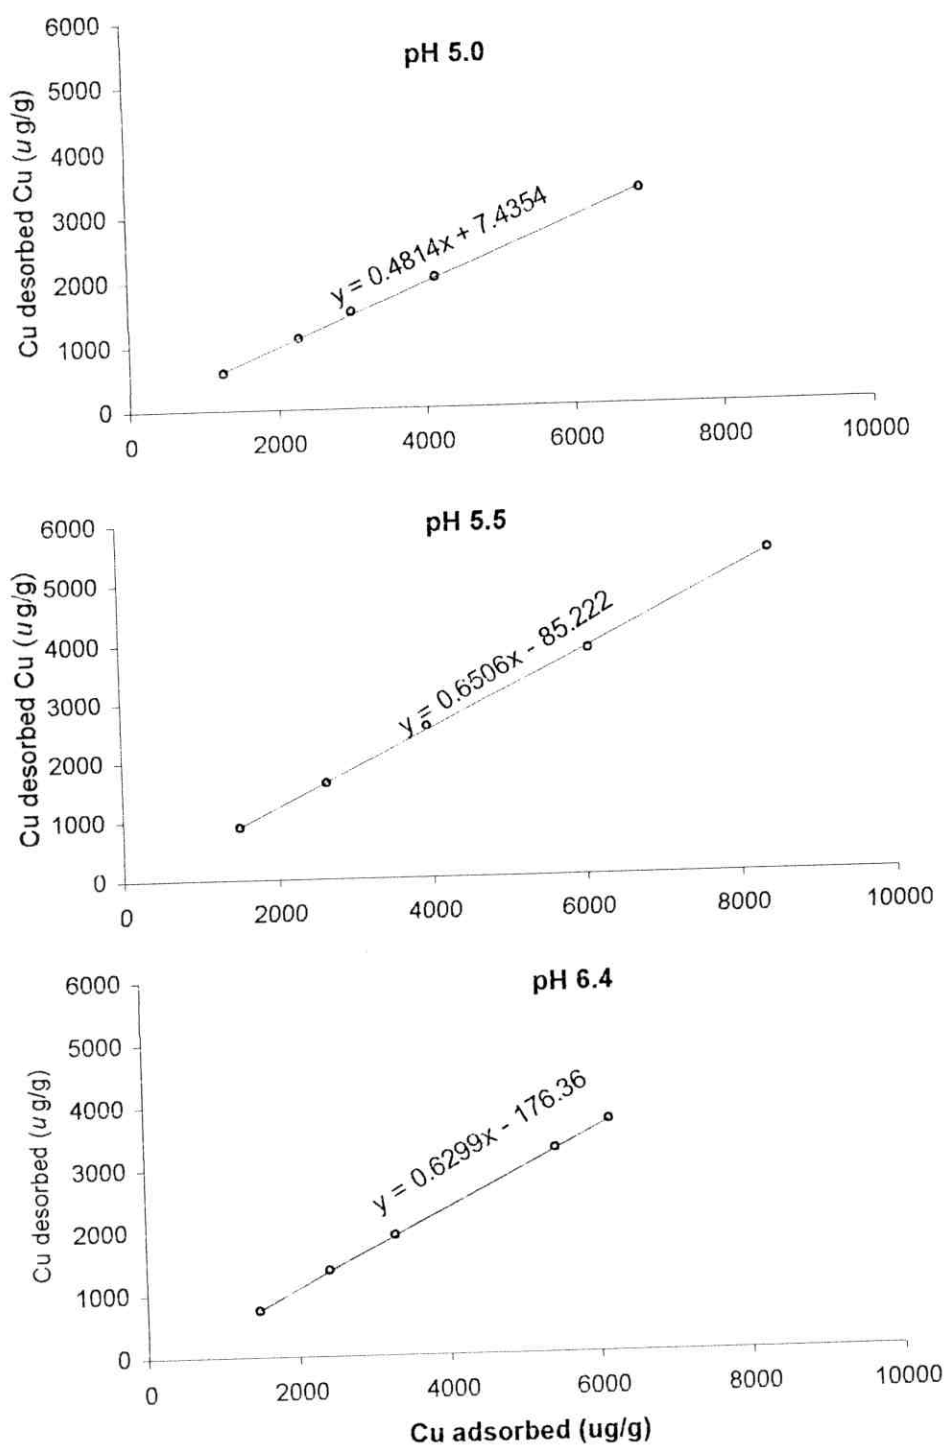 pH 5.0
Cu desorbed Cu (ug/g)
6000
5000
4000
3000
2000
1000
0
y = 0.4814x + 7.4354
0 2000 4000 6000 8000 10000
pH 5.5
Cu desorbed Cu (ug/g)
6000
5000
4000
3000
2000
1000
0
y = 0.6506x - 85.222
0 2000 4000 6000 8000 10000
pH 6.4
Cu desorbed (ug/g)
6000
5000
4000
3000
2000
1000
0
y = 0.6299x - 176.36
0 2000 4000 6000 8000 10000
Cu adsorbed (ug/g)